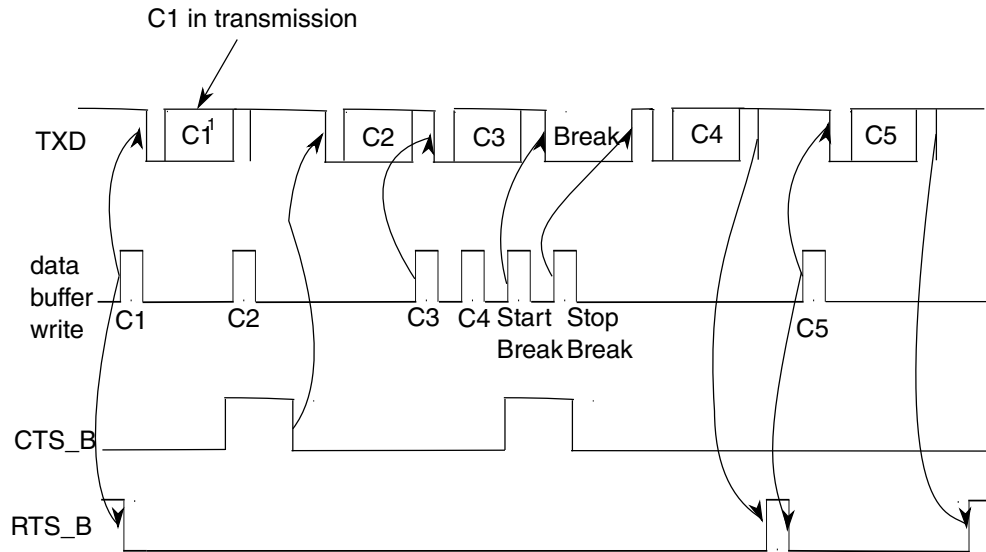 C1 in transmission
TXD
C1¹
C2
C3
Break
C4
C5
data
buffer
write
C1
C2
C3
C4
Start
Break
Stop
Break
C5
CTS_B
RTS_B